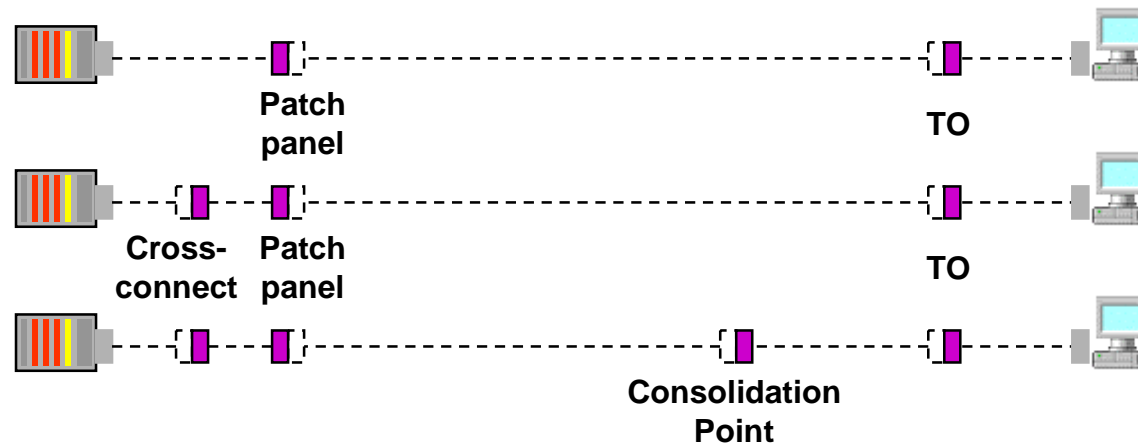 Patch
panel
TO
Cross-
connect
Patch
panel
TO
Consolidation
Point